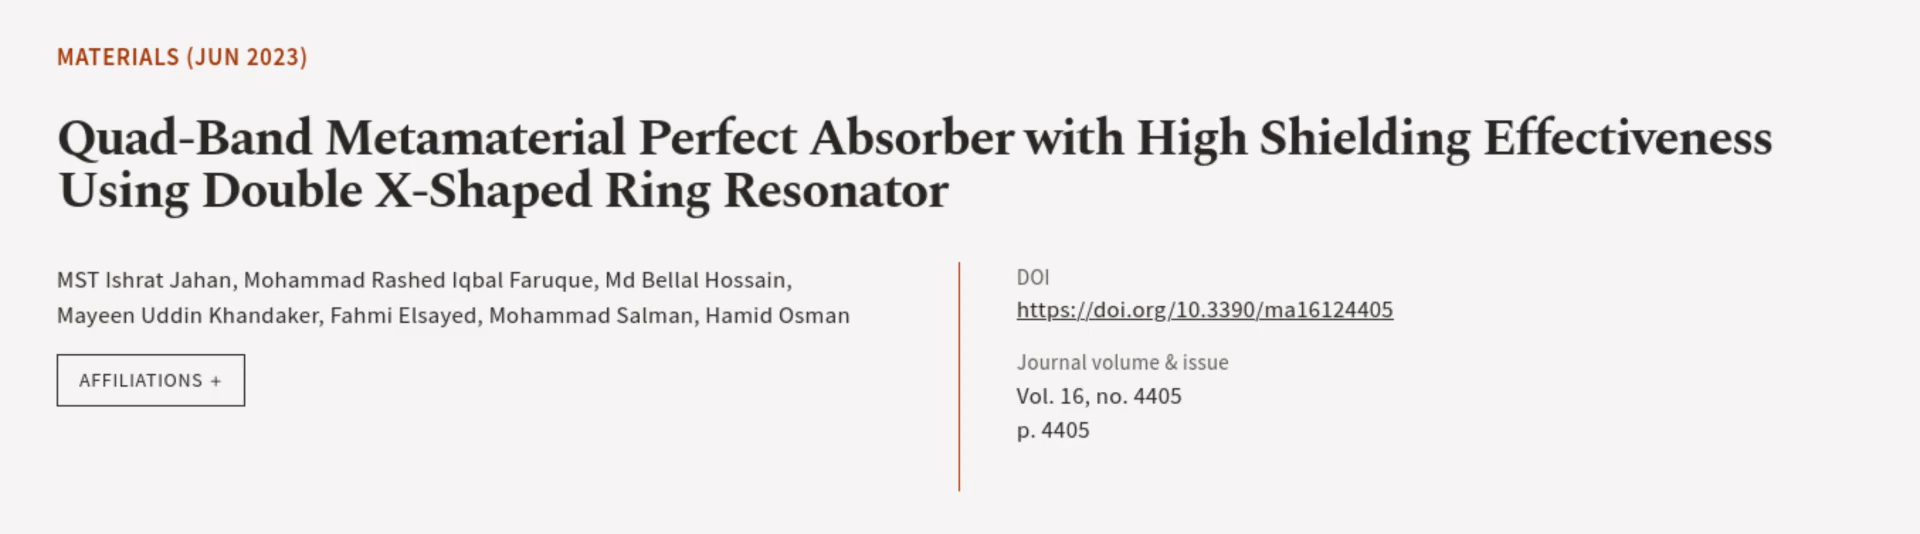 MATERIALS (JUN 2023)
Quad-Band Metamaterial Perfect Absorber with High Shielding Effectiveness
Using Double X-Shaped Ring Resonator
MST Ishrat Jahan, Mohammad Rashed Iqbal Faruque, Md Bellal Hossain,
Mayeen Uddin Khandaker, Fahmi Elsayed, Mohammad Salman, Hamid Osman
AFFILIATIONS +
DOI
https://doi.org/10.3390/ma16124405
Journal volume & issue
Vol. 16, no. 4405
p. 4405